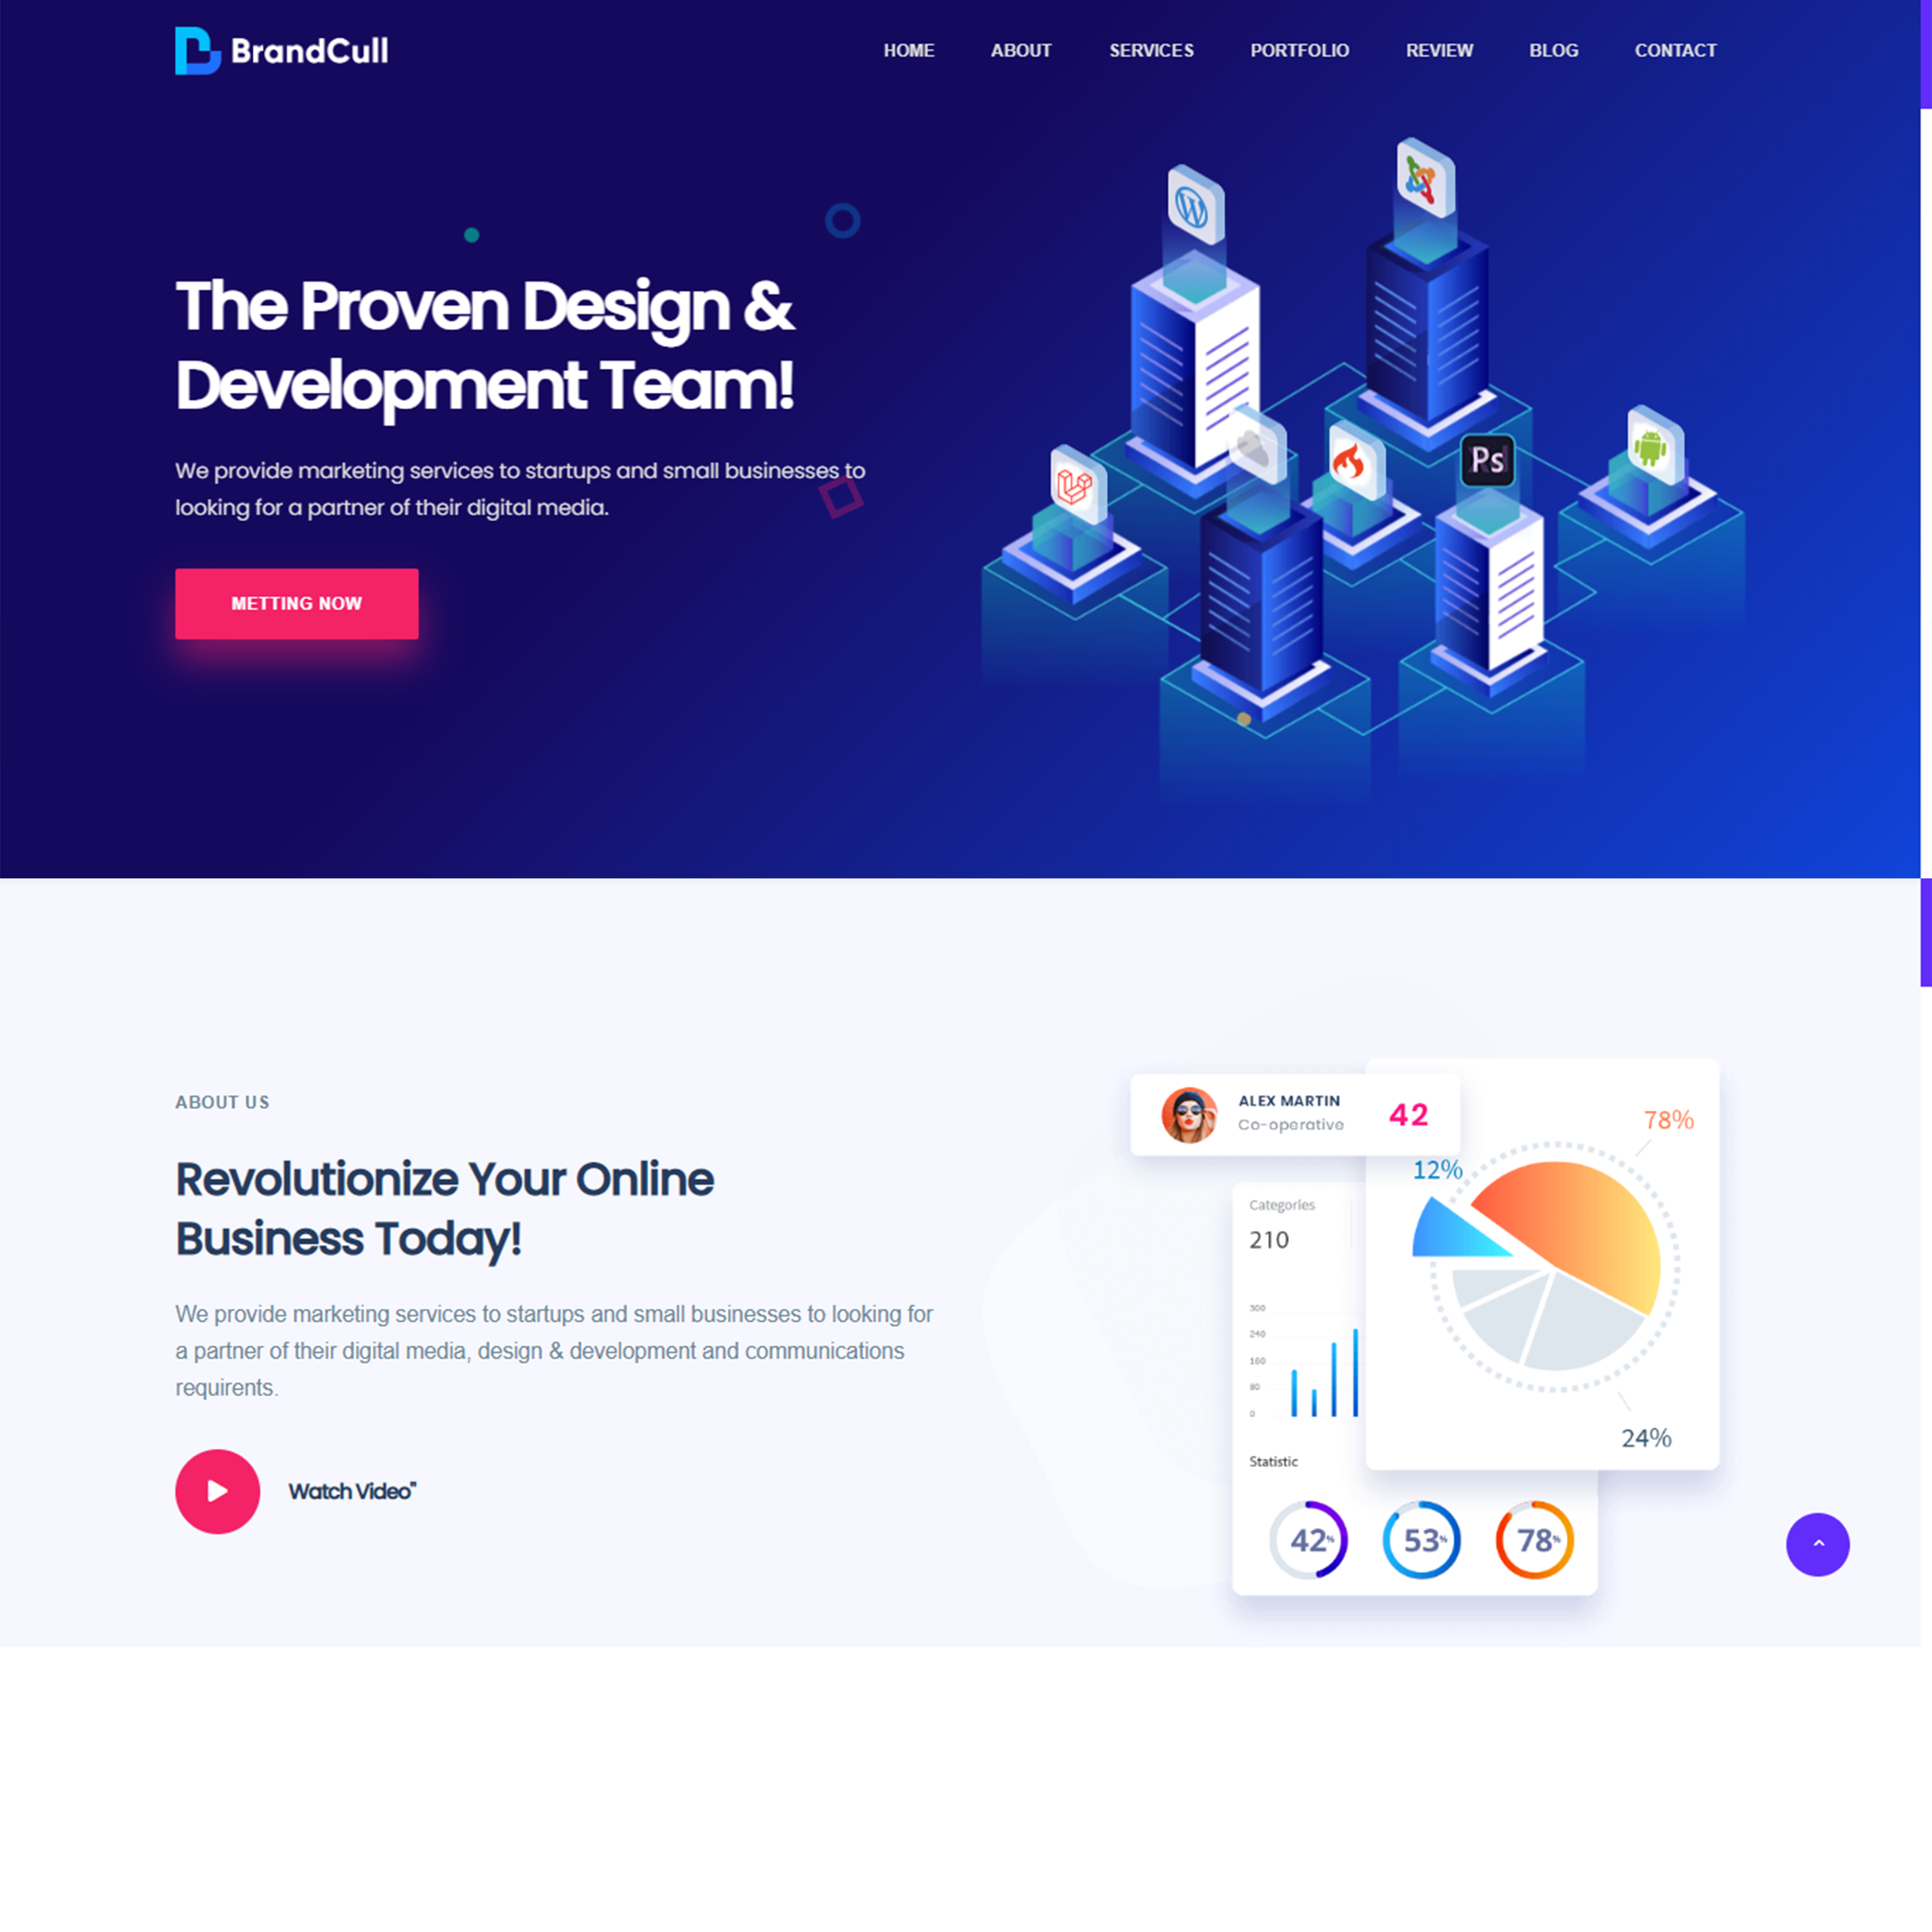 BrandCull
HOME ABOUT SERVICES PORTFOLIO REVIEW BLOG CONTACT
The Proven Design &
Development Team!
We provide marketing services to startups and small businesses to
looking for a partner of their digital media.
METTING NOW
Ps
ABOUT US
Revolutionize Your Online
Business Today!
We provide marketing services to startups and small businesses to looking for
a partner of their digital media, design & development and communications
requirents.
Watch Video"
ALEX MARTIN
Co-operative
42
78%
12%
Categories
210
300
240
160
80
0
24%
Statistic
42%
53%
78%